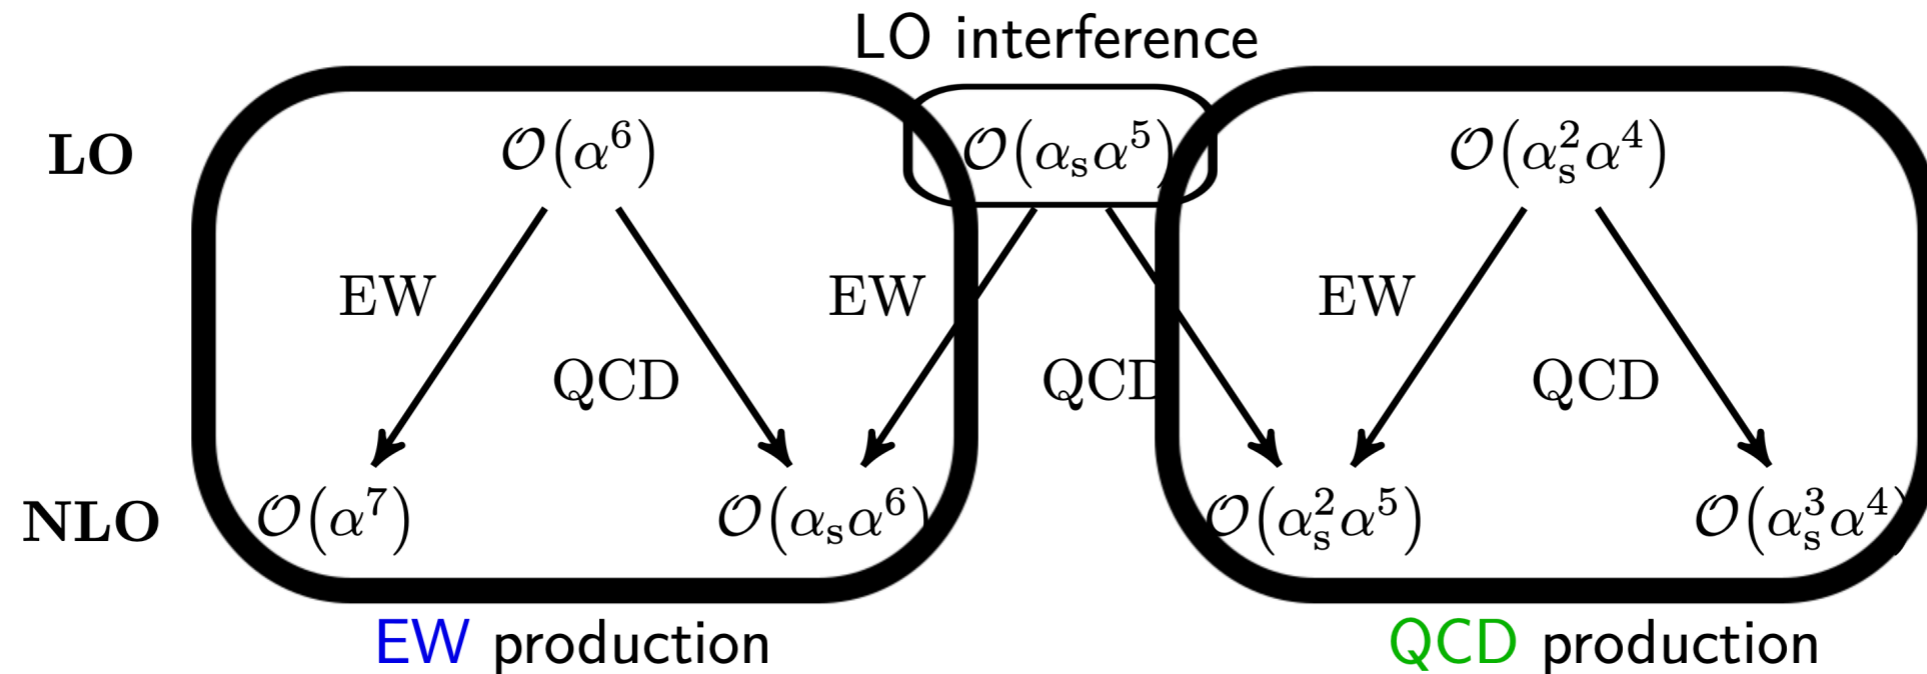 LO interference
LO 𝒪(α⁶) 𝒪(αₛα⁵) 𝒪(αₛ²α⁴)
EW EW EW
QCD QCD QCD
NLO 𝒪(α⁷) 𝒪(αₛα⁶) 𝒪(αₛ²α⁵) 𝒪(αₛ³α⁴)
EW production QCD production